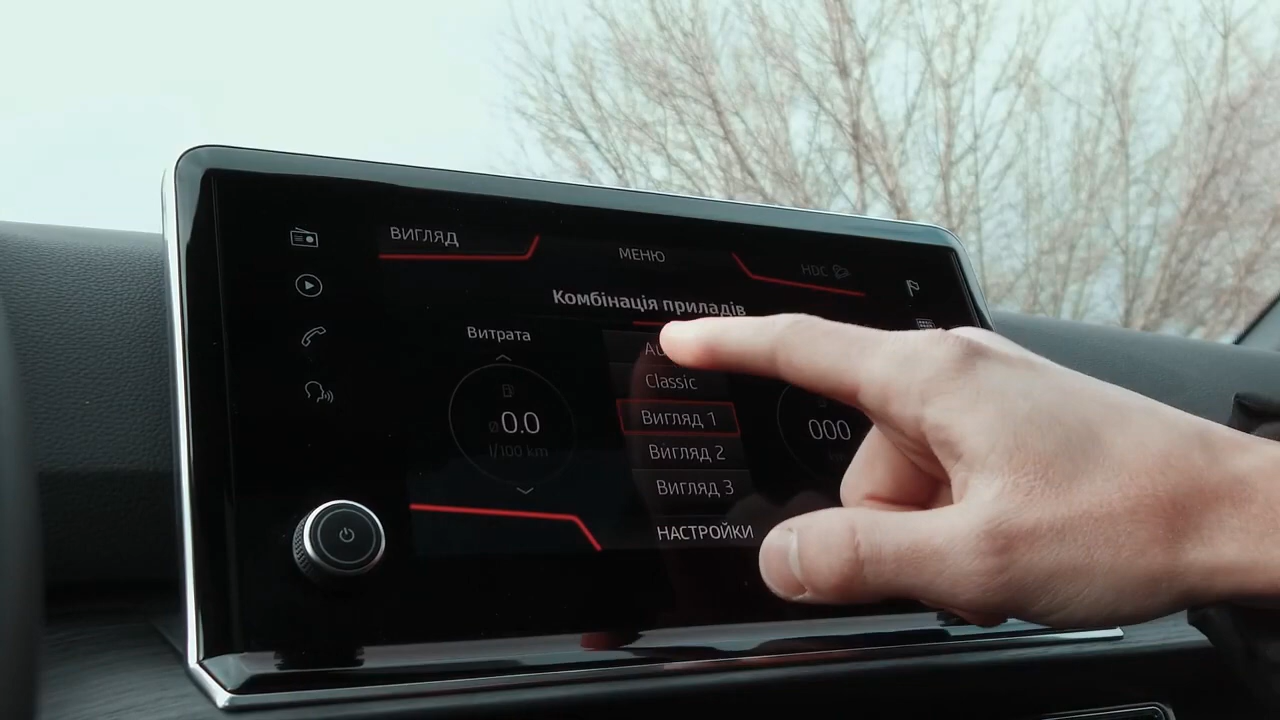 ВИГЛЯД
МЕНЮ
HDC
Комбінація приладів
Витрата
Classic
0.0
l/100 km
Вигляд 1
000
Вигляд 2
Вигляд 3
НАСТРОЙКИ